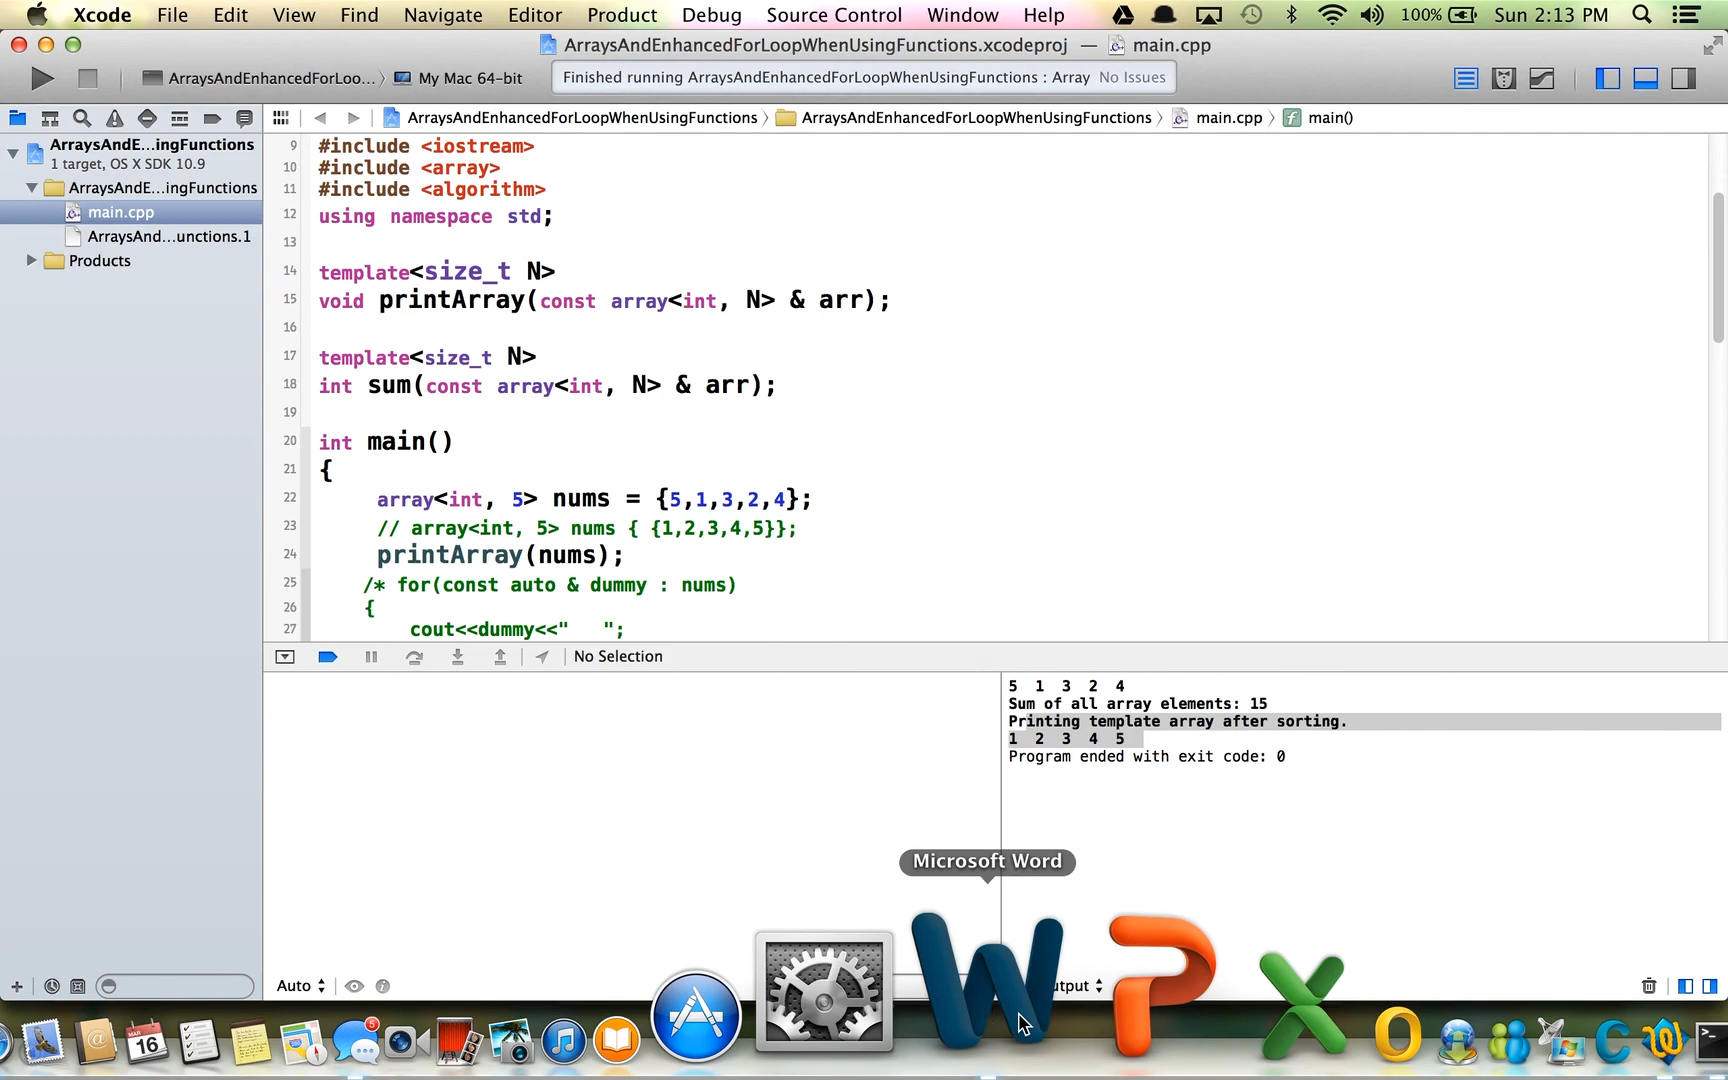 Xcode File Edit View Find Navigate Editor Product Debug Source Control Window Help 100% Sun 2:13 PM
ArraysAndEnhancedForLoopWhenUsingFunctions.xcodeproj — main.cpp
ArraysAndEnhancedForLoo... My Mac 64-bit Finished running ArraysAndEnhancedForLoopWhenUsingFunctions : Array No Issues
ArraysAndEnhancedForLoopWhenUsingFunctions ArraysAndEnhancedForLoopWhenUsingFunctions main.cpp main()
ArraysAndE...ingFunctions
1 target, OS X SDK 10.9
ArraysAndE...ingFunctions
main.cpp
ArraysAnd...unctions.1
Products
9 #include <iostream>
10 #include <array>
11 #include <algorithm>
12 using namespace std;
13
14 template<size_t N>
15 void printArray(const array<int, N> & arr);
16
17 template<size_t N>
18 int sum(const array<int, N> & arr);
19
20 int main()
21 {
22 array<int, 5> nums = {5,1,3,2,4};
23 // array<int, 5> nums { {1,2,3,4,5}};
24 printArray(nums);
25 /* for(const auto & dummy : nums)
26 {
27 cout<<dummy<<"   ";
No Selection
5 1 3 2 4
Sum of all array elements: 15
Printing template array after sorting.
1 2 3 4 5
Program ended with exit code: 0
Microsoft Word
Auto utput
MAR
16
5